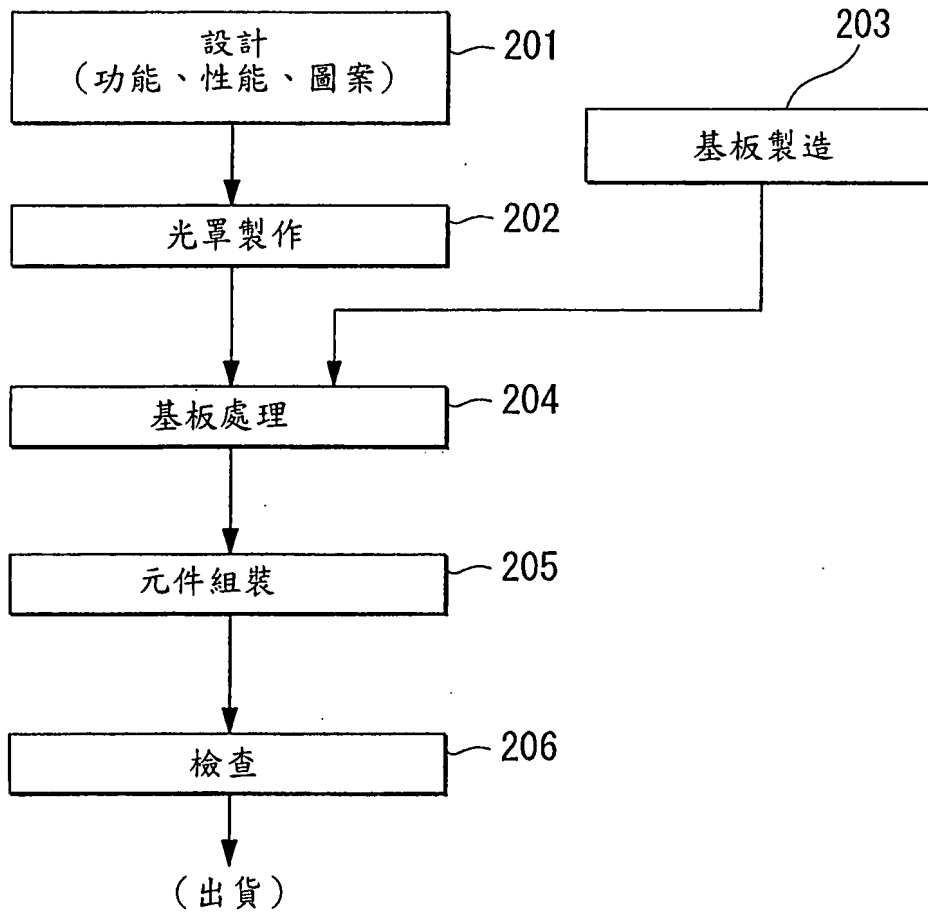 設計
(功能、性能、圖案)
201
203
基板製造
光罩製作
202
基板處理
204
元件組裝
205
檢查
206
(出貨)